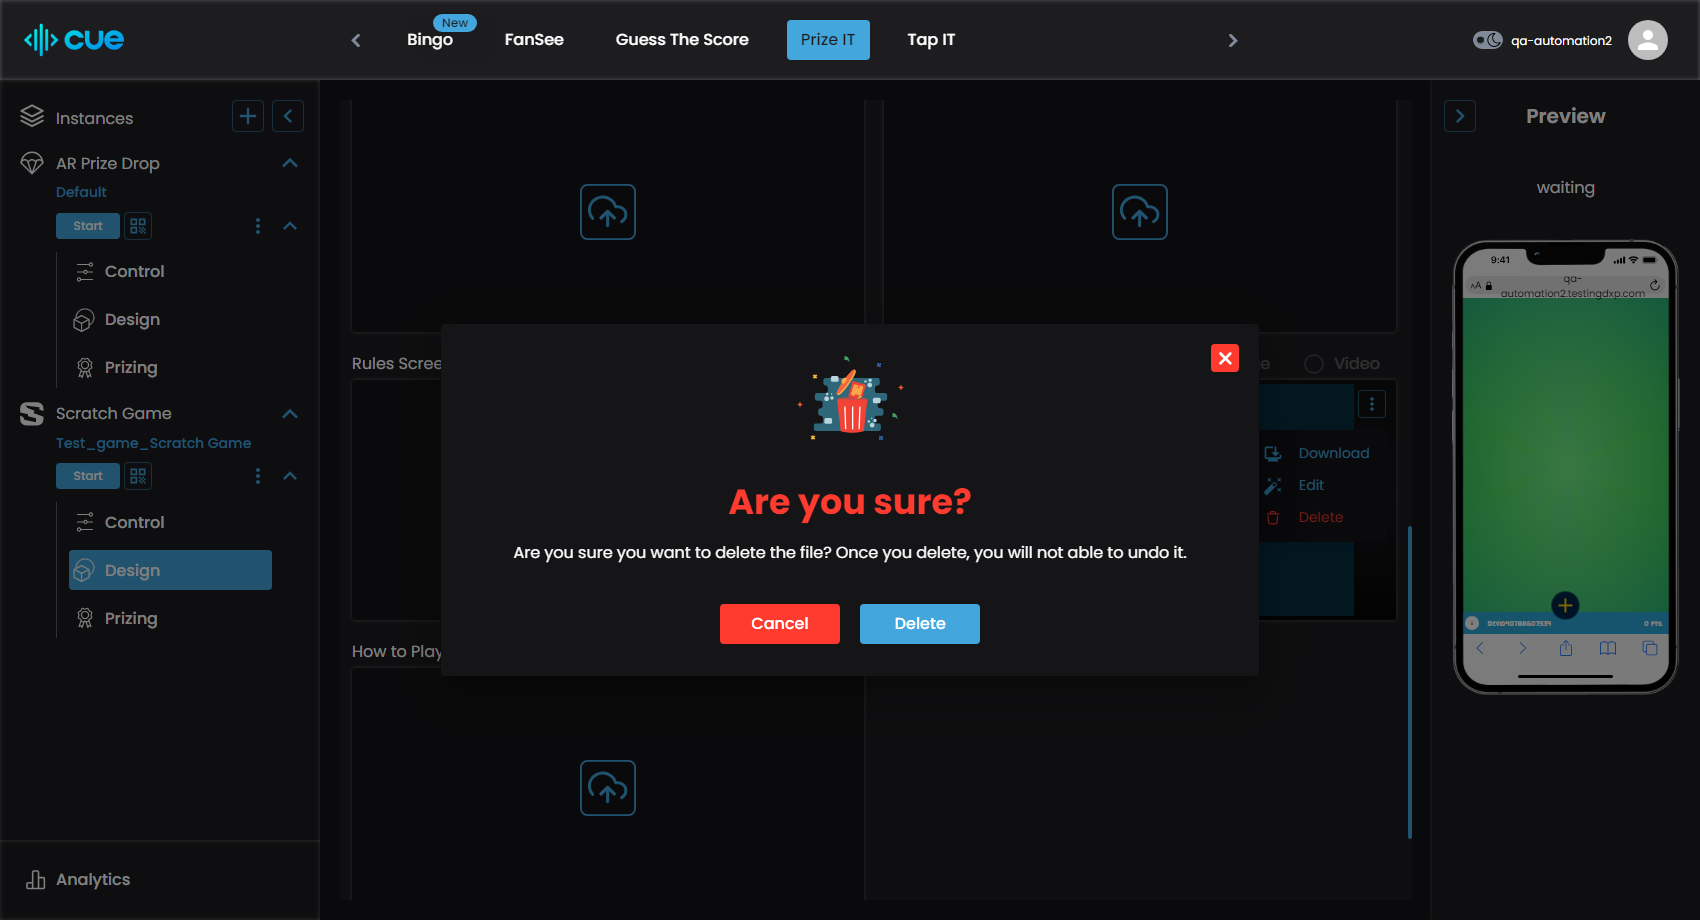 cue
New
Bingo
FanSee
Guess The Score
Prize IT
Tap IT
qa-automation2
Instances
AR Prize Drop
Default
Start
Control
Design
Prizing
Scratch Game
Test_game_Scratch Game
Start
Control
Design
Prizing
Analytics
Rules Scree
e
Video
Download
Edit
Delete
Are you sure?
Are you sure you want to delete the file? Once you delete, you will not able to undo it.
Cancel
Delete
How to Play
Preview
waiting
9:41
AA
qa-
automation2.testingdxp.com
0 PTS.